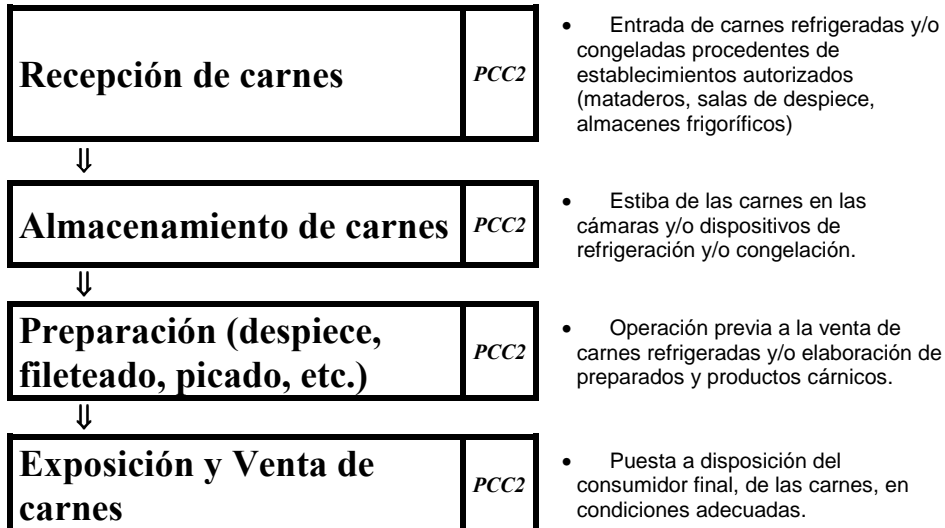 Recepción de carnes
PCC2
• Entrada de carnes refrigeradas y/o
congeladas procedentes de
establecimientos autorizados
(mataderos, salas de despiece,
almacenes frigoríficos)
⇓
Almacenamiento de carnes
PCC2
• Estiba de las carnes en las
cámaras y/o dispositivos de
refrigeración y/o congelación.
⇓
Preparación (despiece,
fileteado, picado, etc.)
PCC2
• Operación previa a la venta de
carnes refrigeradas y/o elaboración de
preparados y productos cárnicos.
⇓
Exposición y Venta de
carnes
PCC2
• Puesta a disposición del
consumidor final, de las carnes, en
condiciones adecuadas.